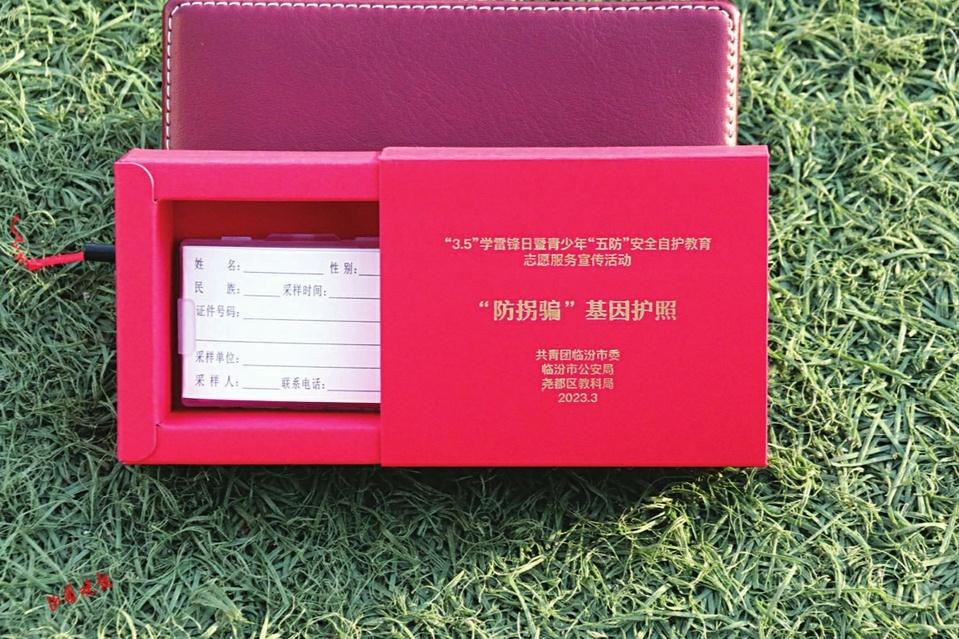 姓 名: 性别:
民 族: 采样时间:
证件号码:
采样单位:
采 样 人: 联系电话:
“3.5”学雷锋日暨青少年“五防”安全自护教育
志愿服务宣传活动
“防拐骗”基因护照
共青团临汾市委
临汾市公安局
尧都区教科局
2023.3